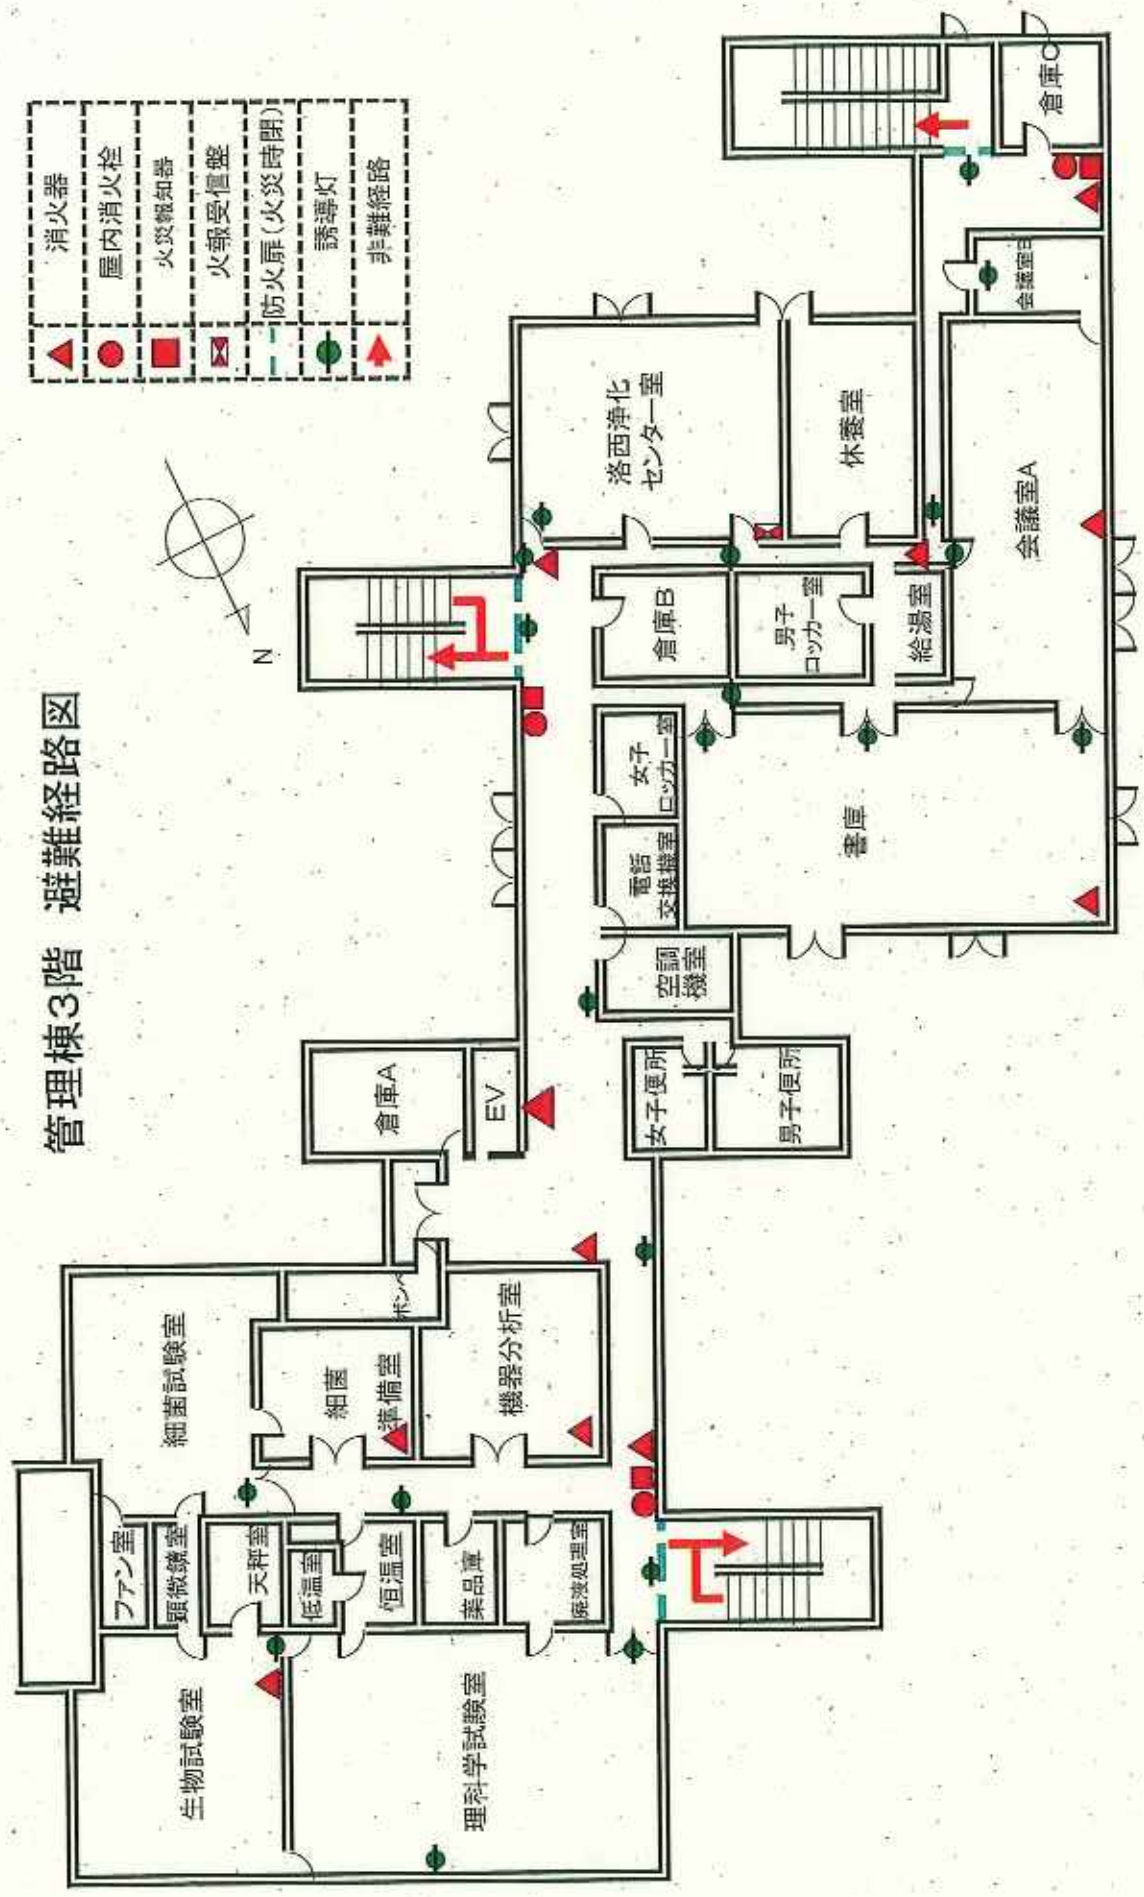 管理棟3階 避難経路図
消火器
屋内消火栓
火災報知器
火報受信盤
防火扉(火災時閉)
誘導灯
非難経路
N
ファン室
顕微鏡室
天秤室
低温室
恒温室
薬品庫
廃液処理室
生物試験室
理科学試験室
細菌試験室
細菌
準備室
ボンベ
機器分析室
倉庫A
EV
女子便所
男子便所
空調
機室
電話
交換機室
女子
ロッカー室
書庫
倉庫B
男子
ロッカー室
給湯室
洛西浄化
センター室
休養室
会議室A
会議室B
倉庫C